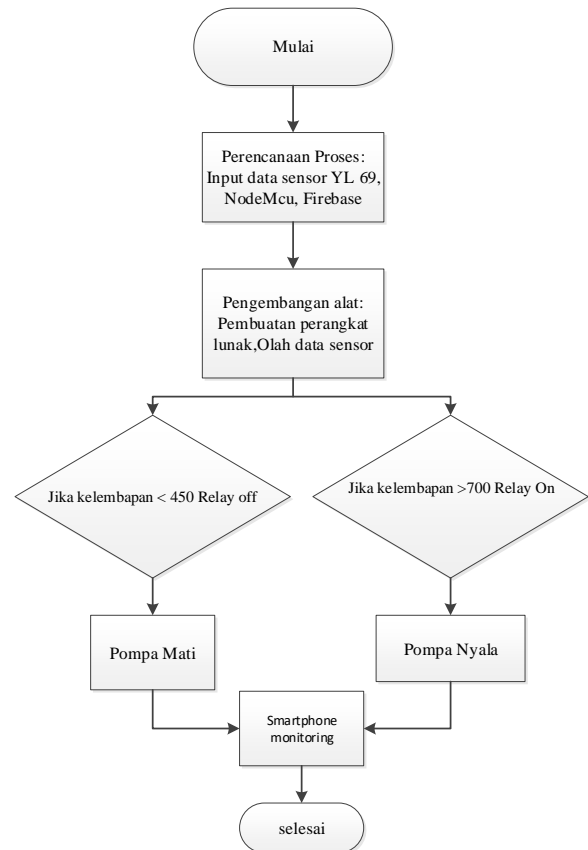 Mulai
Perencanaan Proses:
Input data sensor YL 69,
NodeMcu, Firebase
Pengembangan alat:
Pembuatan perangkat
lunak,Olah data sensor
Jika kelembapan < 450 Relay off
Jika kelembapan >700 Relay On
Pompa Mati
Pompa Nyala
Smartphone
monitoring
selesai